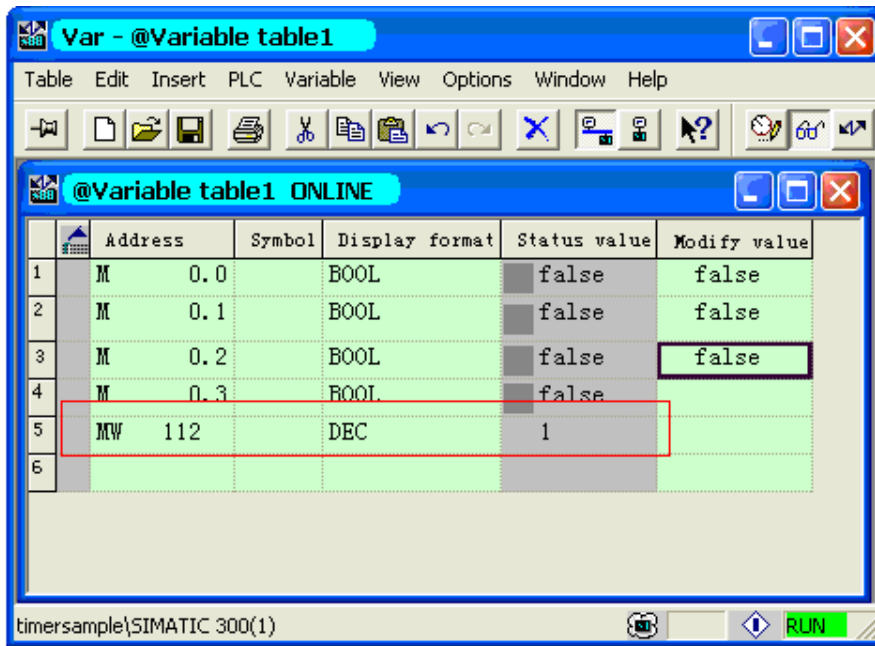 Var - @Variable table1
Table Edit Insert PLC Variable View Options Window Help
@Variable table1 ONLINE
Address Symbol Display format Status value Modify value
1 M 0.0 BOOL false false
2 M 0.1 BOOL false false
3 M 0.2 BOOL false false
4 M 0.3 BOOL false
5 MW 112 DEC 1
6
timersample\SIMATIC 300(1) RUN